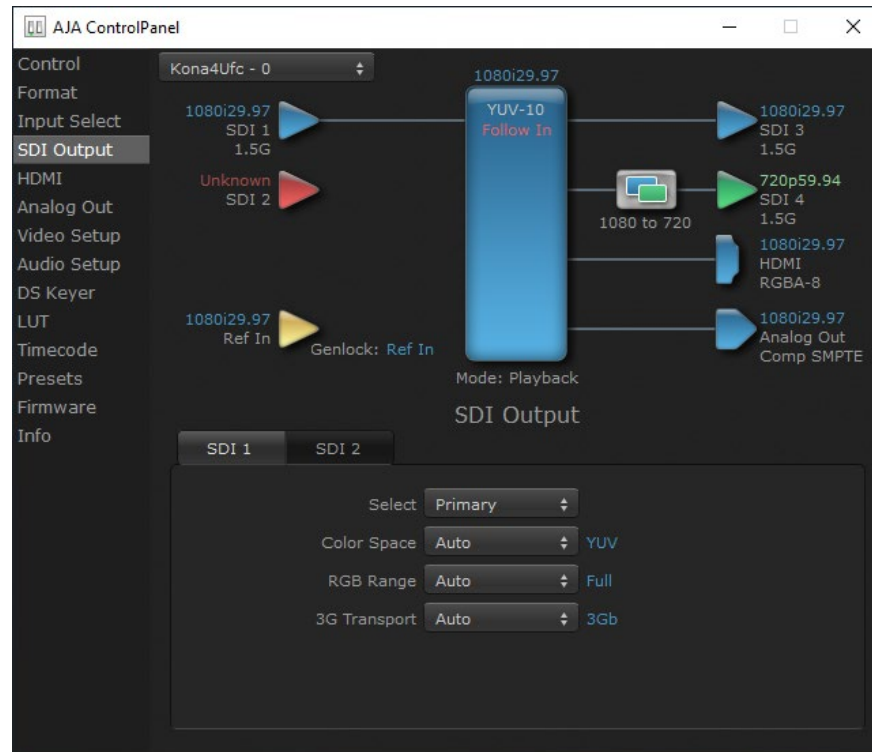 AJA ControlPanel
Control
Format
Input Select
SDI Output
HDMI
Analog Out
Video Setup
Audio Setup
DS Keyer
LUT
Timecode
Presets
Firmware
Info
Kona4Ufc - 0
1080i29.97
YUV-10
Follow In
1080i29.97
SDI 1
1.5G
Unknown
SDI 2
1080i29.97
Ref In
Genlock: Ref In
1080i29.97
SDI 3
1.5G
1080 to 720
720p59.94
SDI 4
1.5G
1080i29.97
HDMI
RGBA-8
1080i29.97
Analog Out
Comp SMPTE
Mode: Playback
SDI Output
SDI 1 SDI 2
Select Primary
Color Space Auto YUV
RGB Range Auto Full
3G Transport Auto 3Gb